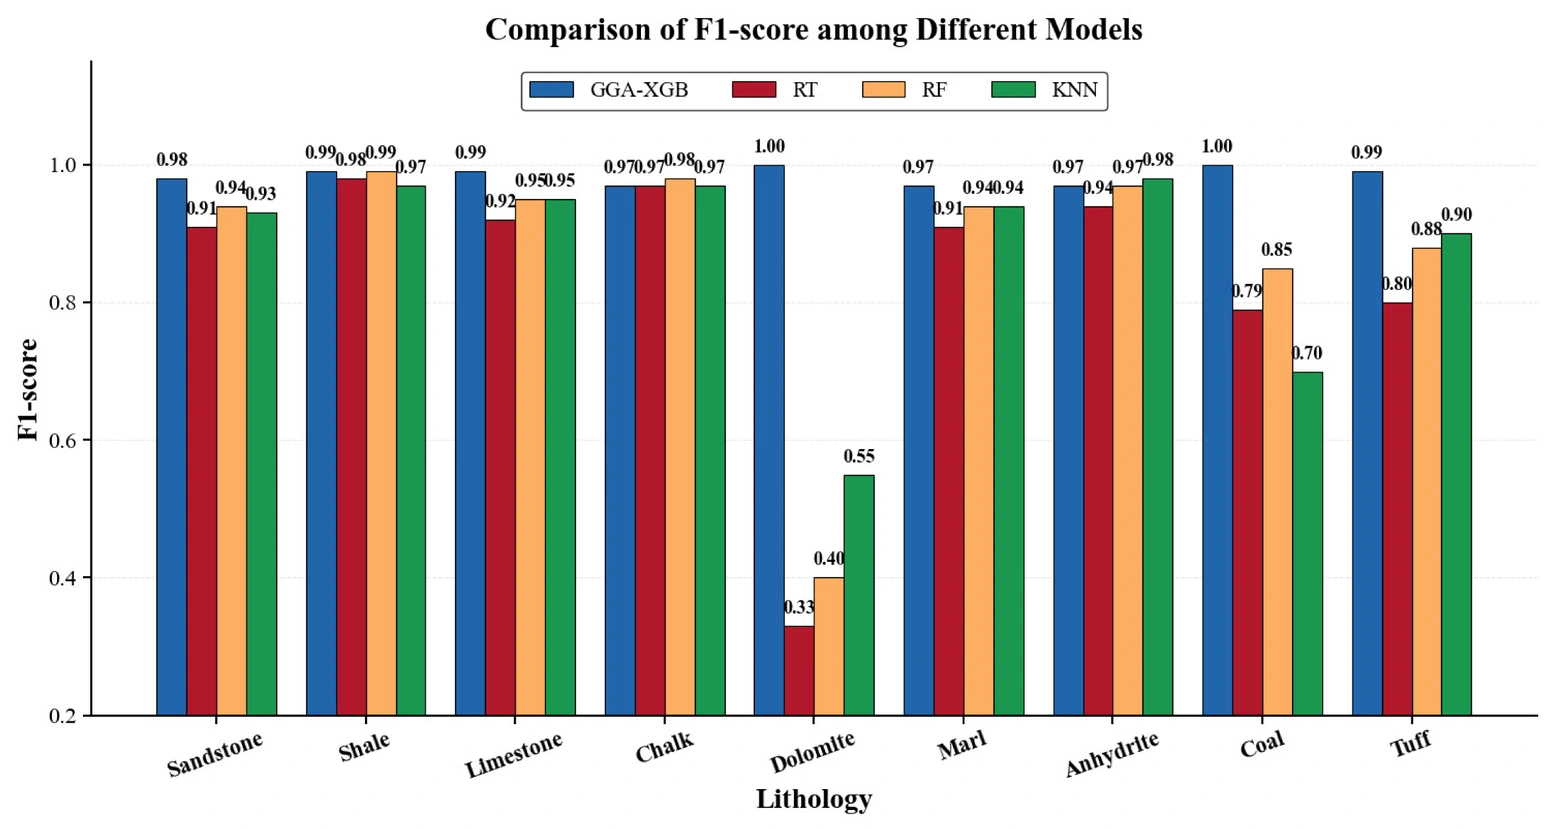 Comparison of F1-score among Different Models
GGA-XGB RT RF KNN
0.98 0.91 0.94 0.93
0.99 0.98 0.99 0.97
0.99 0.92 0.95 0.95
0.97 0.97 0.98 0.97
1.00 0.33 0.40 0.55
0.97 0.91 0.94 0.94
0.97 0.94 0.97 0.98
1.00 0.79 0.85 0.70
0.99 0.80 0.88 0.90
1.0
0.8
0.6
0.4
0.2
F1-score
Sandstone Shale Limestone Chalk Dolomite Marl Anhydrite Coal Tuff
Lithology